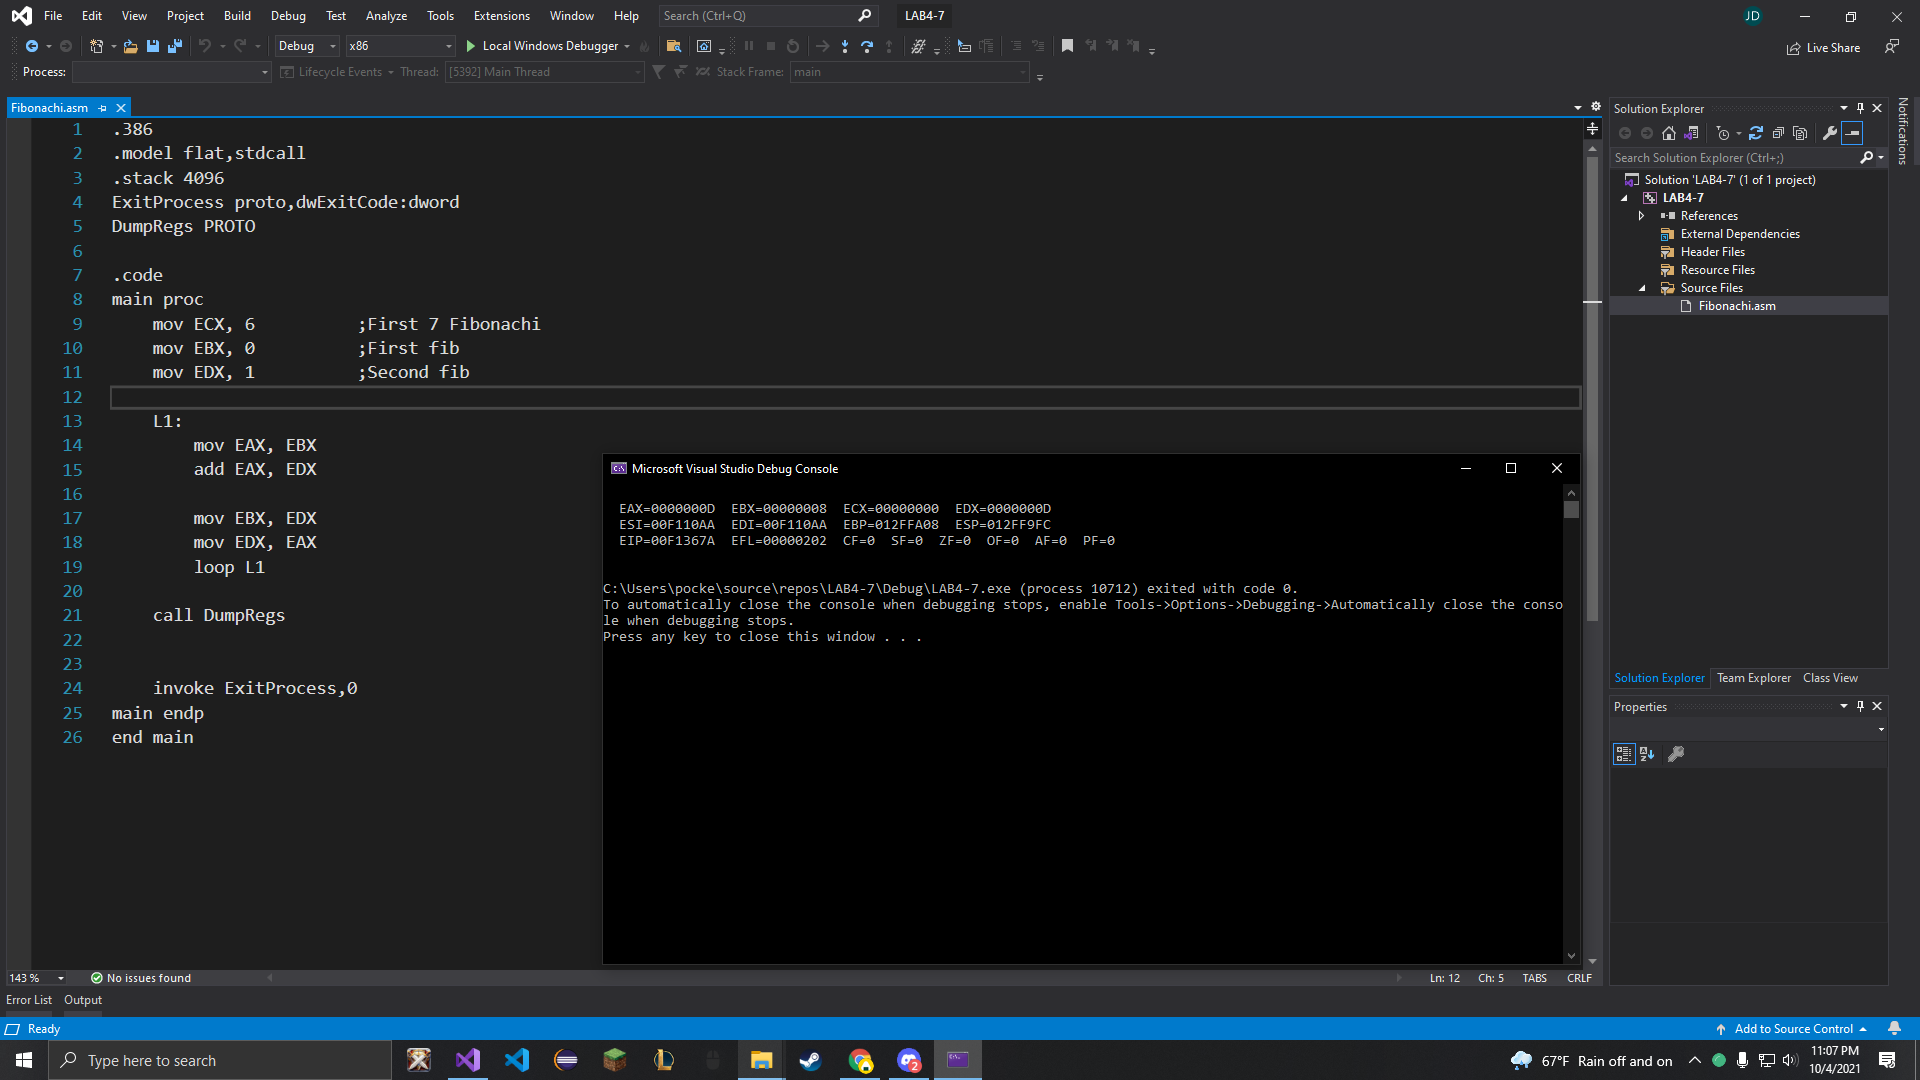 File Edit View Project Build Debug Test Analyze Tools Extensions Window Help Search (Ctrl+Q) LAB4-7 JD
Debug x86 Local Windows Debugger Live Share
Process: Lifecycle Events Thread: [5392] Main Thread Stack Frame: main
Fibonachi.asm
1 .386
2 .model flat,stdcall
3 .stack 4096
4 ExitProcess proto,dwExitCode:dword
5 DumpRegs PROTO
6
7 .code
8 main proc
9 mov ECX, 6 ;First 7 Fibonachi
10 mov EBX, 0 ;First fib
11 mov EDX, 1 ;Second fib
12
13 L1:
14 mov EAX, EBX
15 add EAX, EDX
16
17 mov EBX, EDX
18 mov EDX, EAX
19 loop L1
20
21 call DumpRegs
22
23
24 invoke ExitProcess,0
25 main endp
26 end main
Microsoft Visual Studio Debug Console
EAX=0000000D EBX=00000008 ECX=00000000 EDX=0000000D
ESI=00F110AA EDI=00F110AA EBP=012FFA08 ESP=012FF9FC
EIP=00F1367A EFL=00000202 CF=0 SF=0 ZF=0 OF=0 AF=0 PF=0
C:\Users\pocke\source\repos\LAB4-7\Debug\LAB4-7.exe (process 10712) exited with code 0.
To automatically close the console when debugging stops, enable Tools->Options->Debugging->Automatically close the conso
le when debugging stops.
Press any key to close this window . . .
Solution Explorer
Search Solution Explorer (Ctrl+;)
Solution 'LAB4-7' (1 of 1 project)
LAB4-7
References
External Dependencies
Header Files
Resource Files
Source Files
Fibonachi.asm
Solution Explorer Team Explorer Class View
Properties
Notifications
143 % No issues found Ln: 12 Ch: 5 TABS CRLF
Error List Output
Ready Add to Source Control
Type here to search 2 67°F Rain off and on 11:07 PM
10/4/2021